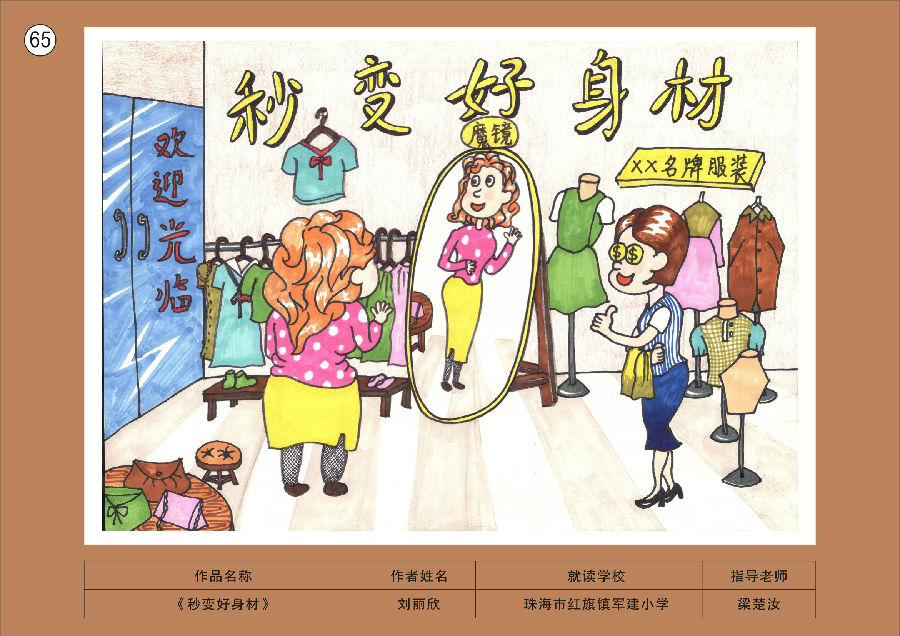 65
秒变好身材
魔镜
XX名牌服装
欢迎光临
$$
作品名称 作者姓名 就读学校 指导老师
《秒变好身材》 刘丽欣 珠海市红旗镇军建小学 梁楚汝